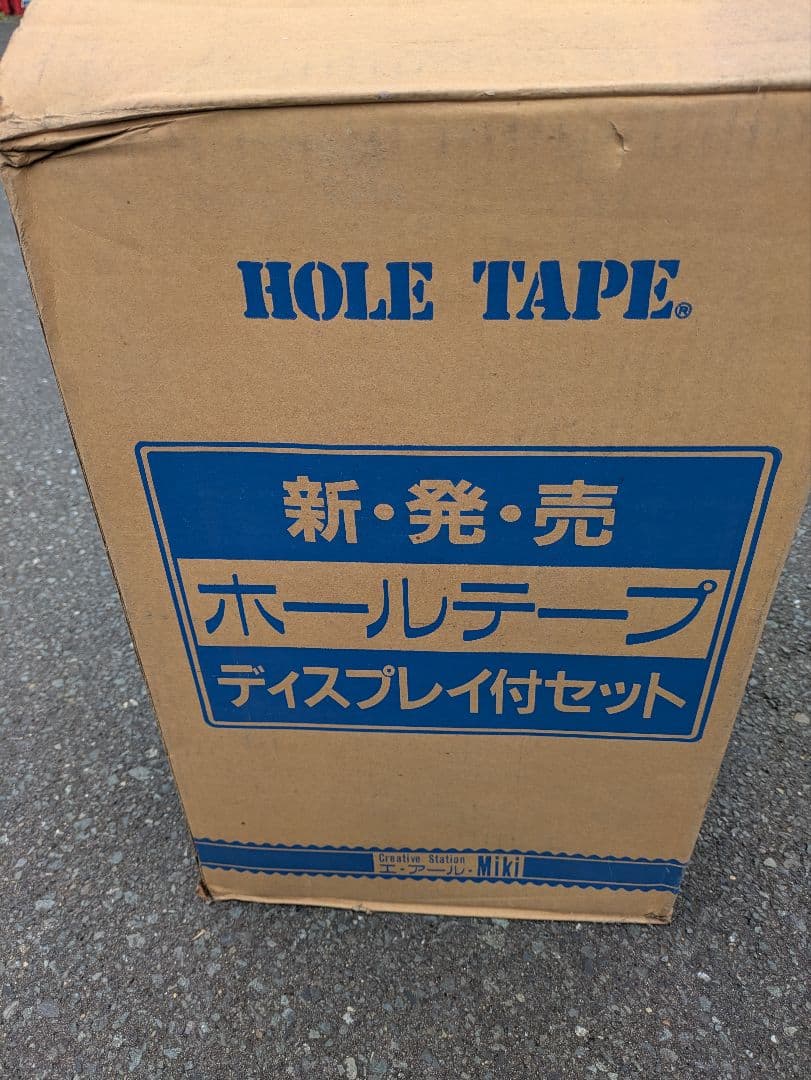 HOLE TAPE®
新・発・売
ホールテープ
ディスプレイ付セット
Creative Station
エ・アール・Miki